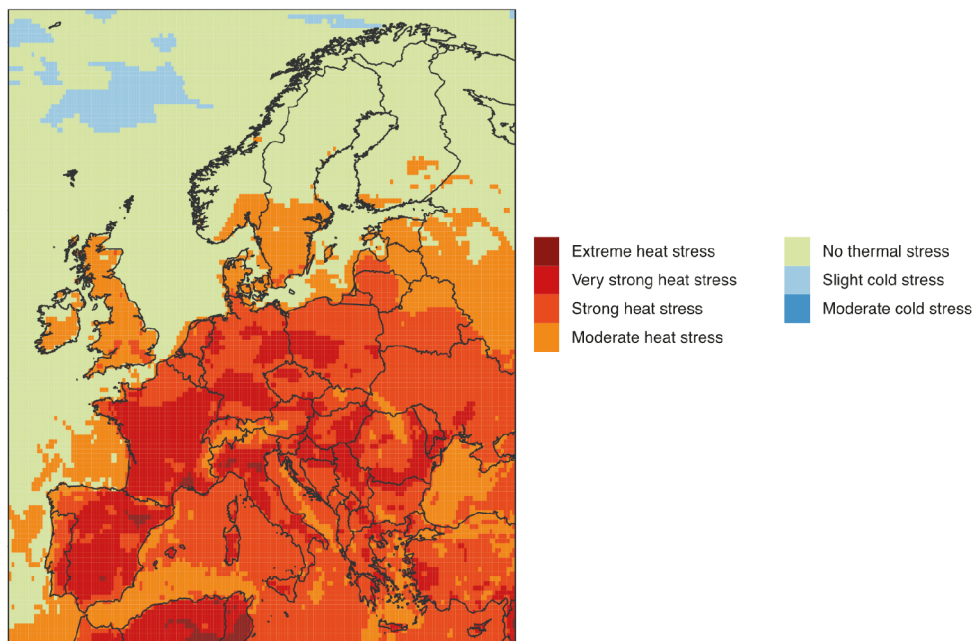 Extreme heat stress
Very strong heat stress
Strong heat stress
Moderate heat stress
No thermal stress
Slight cold stress
Moderate cold stress